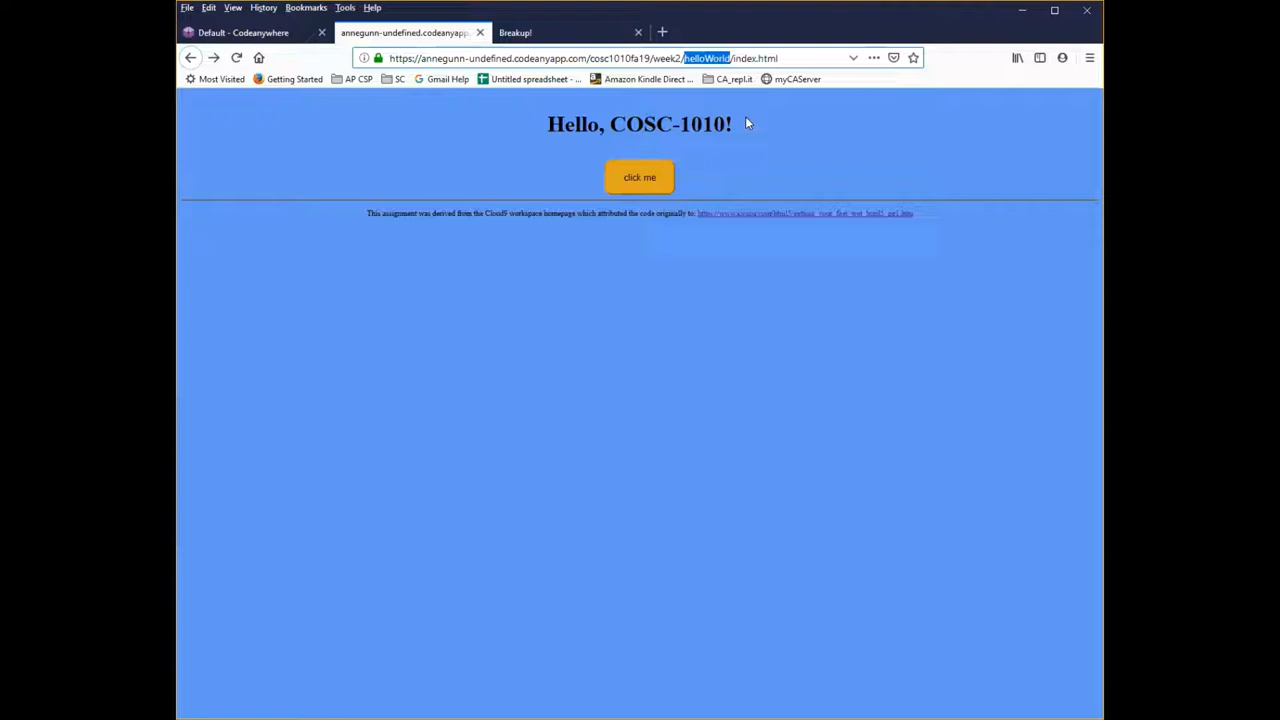 File Edit View History Bookmarks Tools Help
Default - Codeanywhere
annegunn-undefined.codeanyapp.
Breakup!
https://annegunn-undefined.codeanyapp.com/cosc1010fa19/week2/helloWorld/index.html
Most Visited Getting Started AP CSP SC Gmail Help Untitled spreadsheet - ... Amazon Kindle Direct ... CA_repl.it myCAServer
Hello, COSC-1010!
click me
This assignment was derived from the Cloud9 workspace homepage which attributed the code originally to: